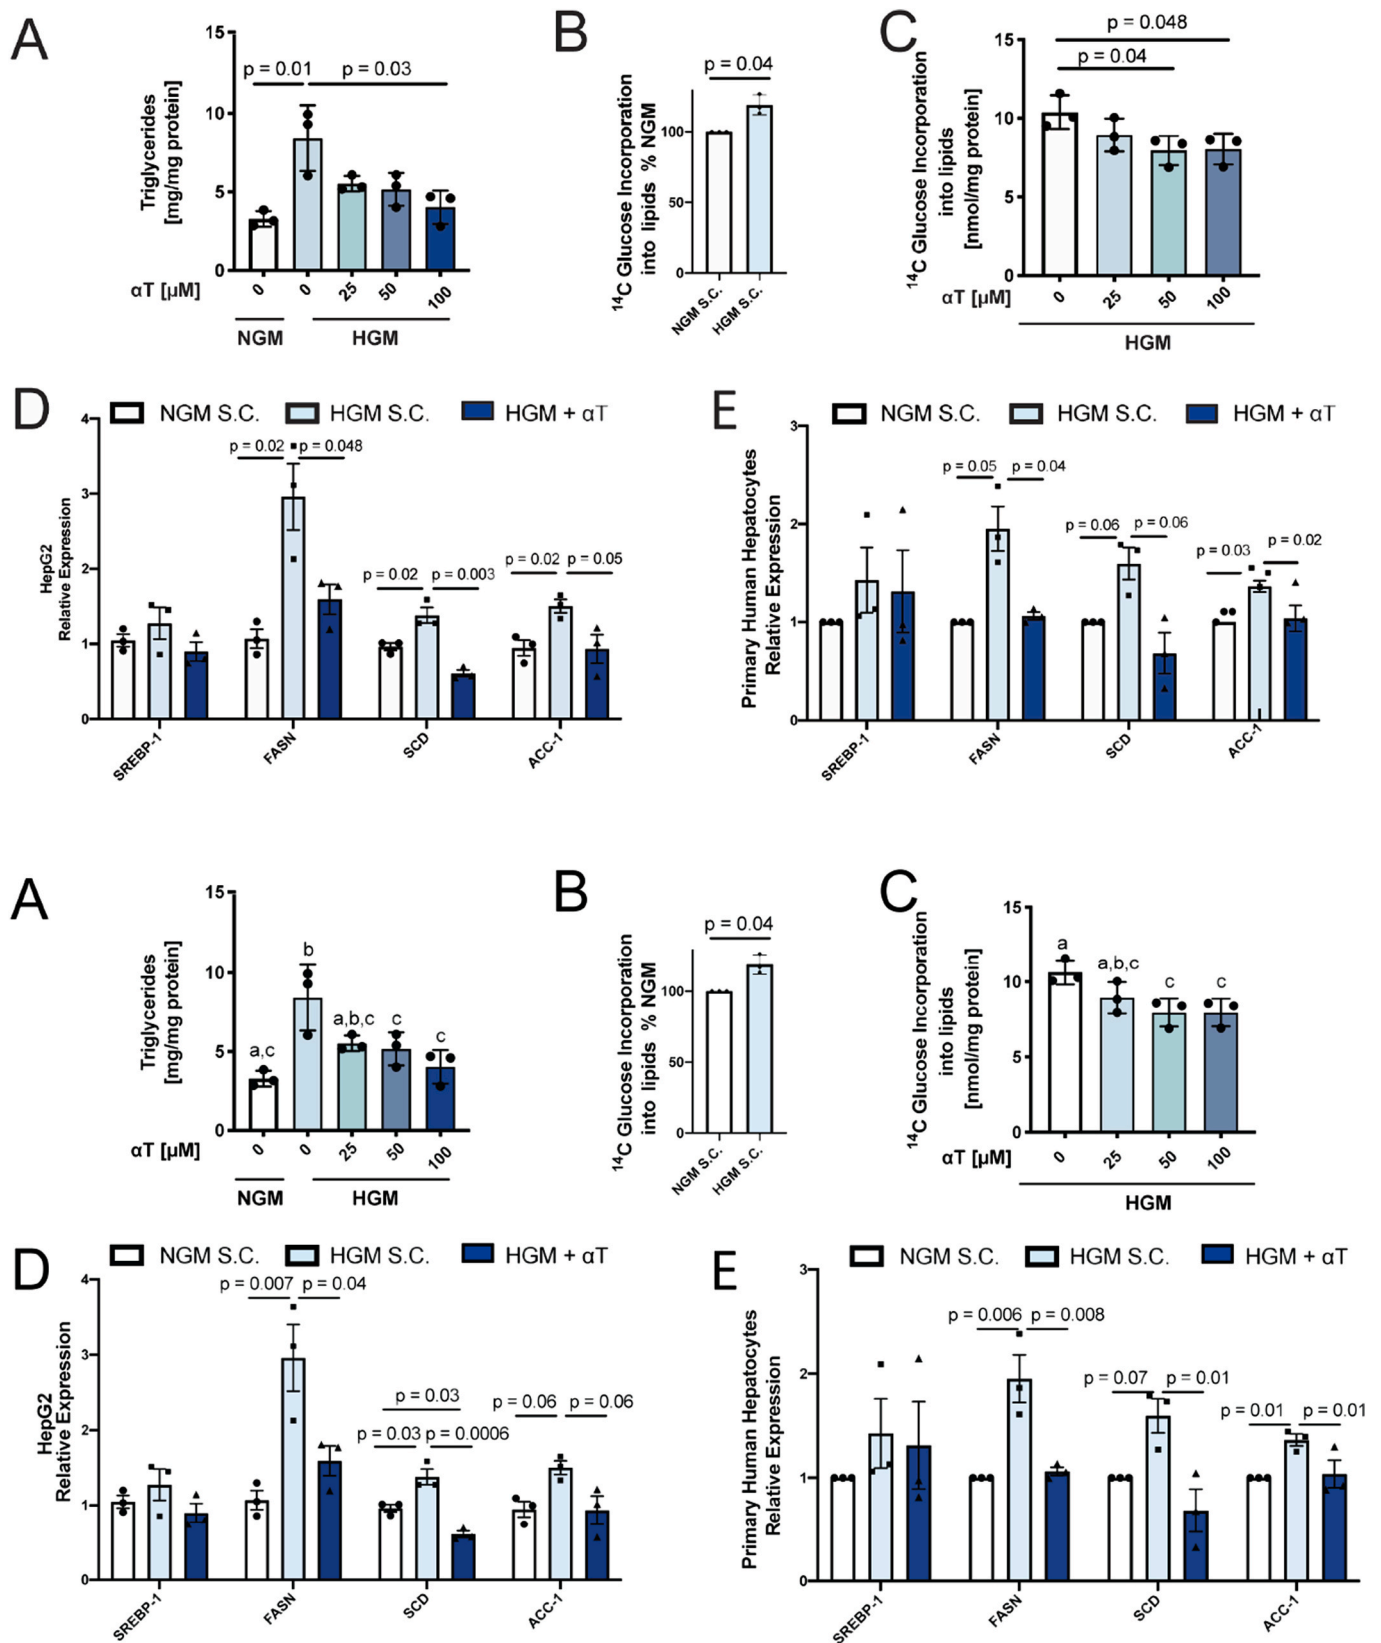 A
Triglycerides
[mg/mg protein]
15
10
5
0
p = 0.01
p = 0.03
αT [µM]
0
0
25
50
100
NGM
HGM
B
14C Glucose Incorporation
into lipids % NGM
100
50
0
p = 0.04
NGM S.C.
HGM S.C.
C
14C Glucose Incorporation
into lipids
[nmol/mg protein]
15
10
5
0
p = 0.048
p = 0.04
αT [µM]
0
25
50
100
HGM
D
NGM S.C.
HGM S.C.
HGM + αT
HepG2
Relative Expression
4
3
2
1
0
p = 0.02
p = 0.048
p = 0.02
p = 0.003
p = 0.02
p = 0.05
SREBP-1
FASN
SCD
ACC-1
E
NGM S.C.
HGM S.C.
HGM + αT
Primary Human Hepatocytes
Relative Expression
3
2
1
0
p = 0.05
p = 0.04
p = 0.06
p = 0.06
p = 0.03
p = 0.02
SREBP-1
FASN
SCD
ACC-1
A
Triglycerides
[mg/mg protein]
15
10
5
0
a,c
b
a,b,c
c
c
αT [µM]
0
0
25
50
100
NGM
HGM
B
14C Glucose Incorporation
into lipids % NGM
100
50
0
p = 0.04
NGM S.C.
HGM S.C.
C
14C Glucose Incorporation
into lipids
[nmol/mg protein]
15
10
5
0
a
a,b,c
c
c
αT [µM]
0
25
50
100
HGM
D
NGM S.C.
HGM S.C.
HGM + αT
HepG2
Relative Expression
4
3
2
1
0
p = 0.007
p = 0.04
p = 0.03
p = 0.03
p = 0.0006
p = 0.06
p = 0.06
SREBP-1
FASN
SCD
ACC-1
E
NGM S.C.
HGM S.C.
HGM + αT
Primary Human Hepatocytes
Relative Expression
3
2
1
0
p = 0.006
p = 0.008
p = 0.07
p = 0.01
p = 0.01
p = 0.01
SREBP-1
FASN
SCD
ACC-1